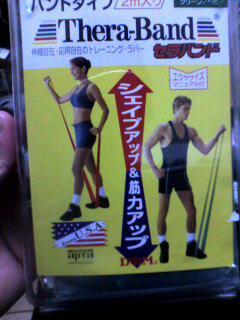 バンドタイプ 2m入り
Thera-Band®
セラバンド
伸縮自在・応用自在のトレーニング・ラバー
エクササイズ
マニュアル付
シェイプアップ&筋力アップ
from U.S.A
D&M